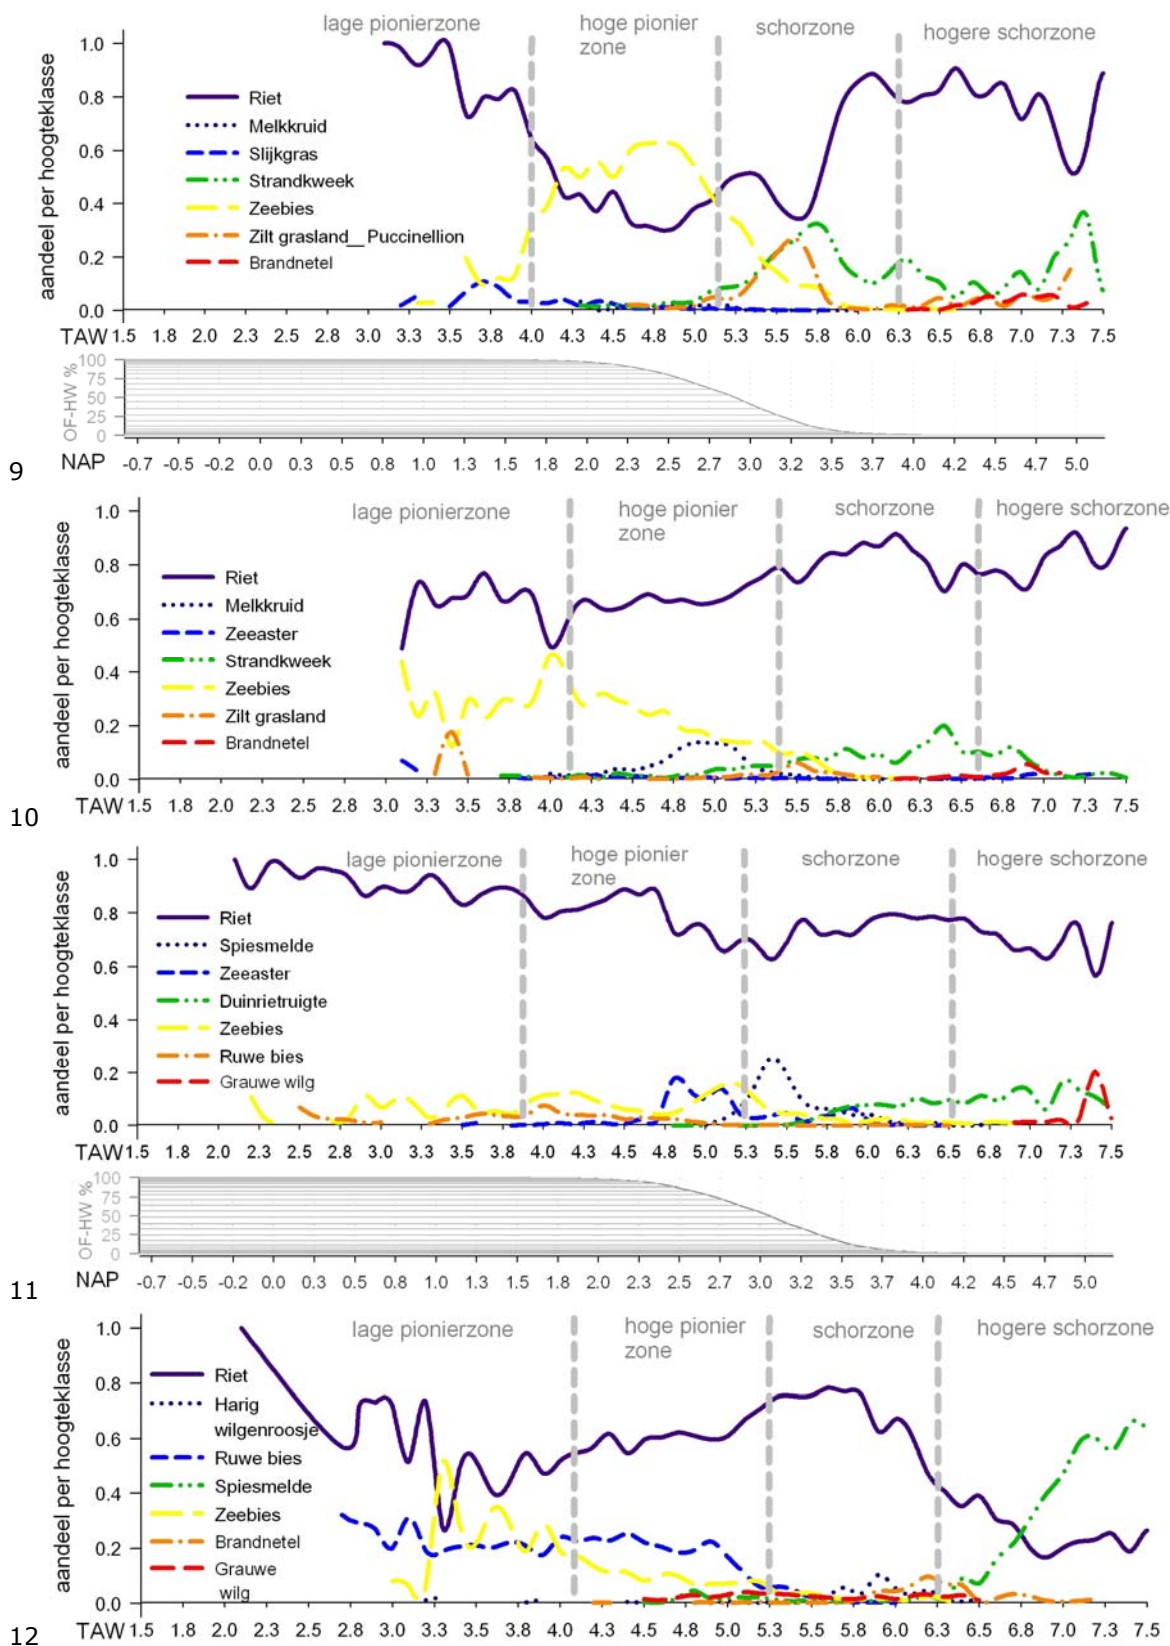 lage pionierzone
hoge pionier
zone
schorzone
hogere schorzone
aandeel per hoogteklasse
1.0
0.8
0.6
0.4
0.2
0.0
Riet
Melkkruid
Slijkgras
Strandkweek
Zeebies
Zilt grasland__ Puccinellion
Brandnetel
TAW
1.5 1.8 2.0 2.3 2.5 2.8 3.0 3.3 3.5 3.8 4.0 4.3 4.5 4.8 5.0 5.3 5.5 5.8 6.0 6.3 6.5 6.8 7.0 7.3 7.5
OF-HW %
100
75
50
25
0
9
NAP -0.7 -0.5 -0.2 0.0 0.3 0.5 0.8 1.0 1.3 1.5 1.8 2.0 2.3 2.5 2.7 3.0 3.2 3.5 3.7 4.0 4.2 4.5 4.7 5.0
lage pionierzone
hoge pionier
zone
schorzone
hogere schorzone
aandeel per hoogteklasse
1.0
0.8
0.6
0.4
0.2
0.0
Riet
Melkkruid
Zeeaster
Strandkweek
Zeebies
Zilt grasland
Brandnetel
10
TAW 1.5 1.8 2.0 2.3 2.5 2.8 3.0 3.3 3.5 3.8 4.0 4.3 4.5 4.8 5.0 5.3 5.5 5.8 6.0 6.3 6.5 6.8 7.0 7.3 7.5
lage pionierzone
hoge pionier
zone
schorzone
hogere schorzone
aandeel per hoogteklasse
1.0
0.8
0.6
0.4
0.2
0.0
Riet
Spiesmelde
Zeeaster
Duinrietruigte
Zeebies
Ruwe bies
Grauwe wilg
TAW 1.5 1.8 2.0 2.3 2.5 2.8 3.0 3.3 3.5 3.8 4.0 4.3 4.5 4.8 5.0 5.3 5.5 5.8 6.0 6.3 6.5 6.8 7.0 7.3 7.5
OF-HW %
100
75
50
25
0
11
NAP -0.7 -0.5 -0.2 0.0 0.3 0.5 0.8 1.0 1.3 1.5 1.8 2.0 2.3 2.5 2.7 3.0 3.2 3.5 3.7 4.0 4.2 4.5 4.7 5.0
lage pionierzone
hoge pionier
zone
schorzone
hogere schorzone
aandeel per hoogteklasse
1.0
0.8
0.6
0.4
0.2
0.0
Riet
Harig
wilgenroosje
Ruwe bies
Spiesmelde
Zeebies
Brandnetel
Grauwe
wilg
12
TAW 1.5 1.8 2.0 2.3 2.5 2.8 3.0 3.3 3.5 3.8 4.0 4.3 4.5 4.8 5.0 5.3 5.5 5.8 6.0 6.3 6.5 6.8 7.0 7.3 7.5